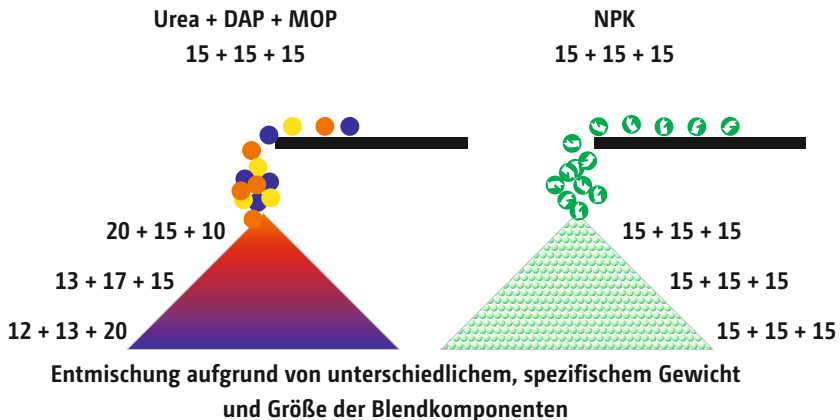 Urea + DAP + MOP
15 + 15 + 15
NPK
15 + 15 + 15
20 + 15 + 10
13 + 17 + 15
12 + 13 + 20
15 + 15 + 15
15 + 15 + 15
15 + 15 + 15
Entmischung aufgrund von unterschiedlichem, spezifischem Gewicht
und Größe der Blendkomponenten